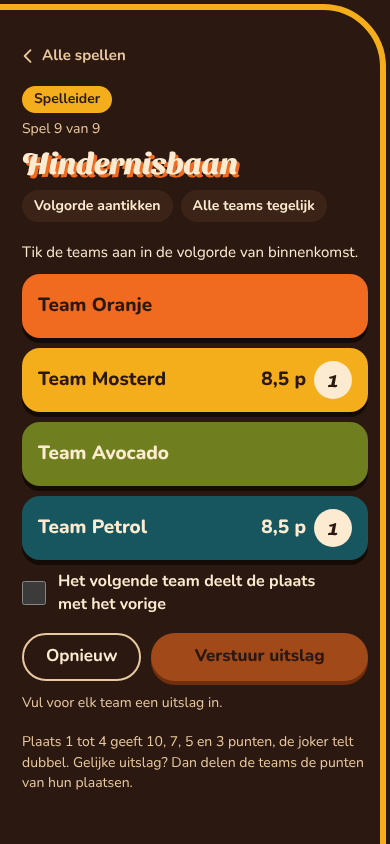 Alle spellen
Spelleider
Spel 9 van 9
Hindernisbaan
Volgorde aantikken
Alle teams tegelijk
Tik de teams aan in de volgorde van binnenkomst.
Team Oranje
Team Mosterd 8,5 p 1
Team Avocado
Team Petrol 8,5 p 1
Het volgende team deelt de plaats
met het vorige
Opnieuw
Verstuur uitslag
Vul voor elk team een uitslag in.
Plaats 1 tot 4 geeft 10, 7, 5 en 3 punten, de joker telt
dubbel. Gelijke uitslag? Dan delen de teams de punten
van hun plaatsen.